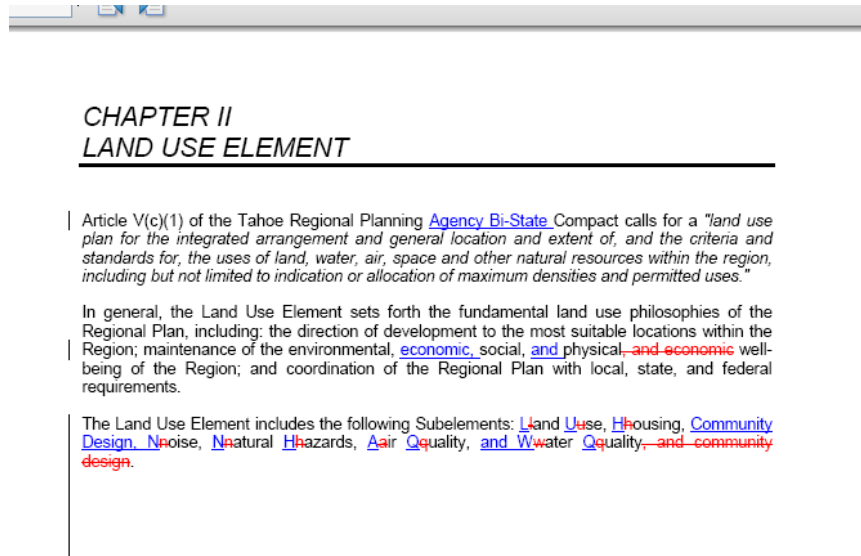 CHAPTER II
LAND USE ELEMENT
Article V(c)(1) of the Tahoe Regional Planning Agency Bi-State Compact calls for a "land use
plan for the integrated arrangement and general location and extent of, and the criteria and
standards for, the uses of land, water, air, space and other natural resources within the region,
including but not limited to indication or allocation of maximum densities and permitted uses."
In general, the Land Use Element sets forth the fundamental land use philosophies of the
Regional Plan, including: the direction of development to the most suitable locations within the
Region; maintenance of the environmental, economic, social, and physical, and economic well-
being of the Region; and coordination of the Regional Plan with local, state, and federal
requirements.
The Land Use Element includes the following Subelements: Lland Uuse, Hhousing, Community
Design, Nnoise, Nnatural Hhazards, Aair Qquality, and Wwater Qquality, and community
design.